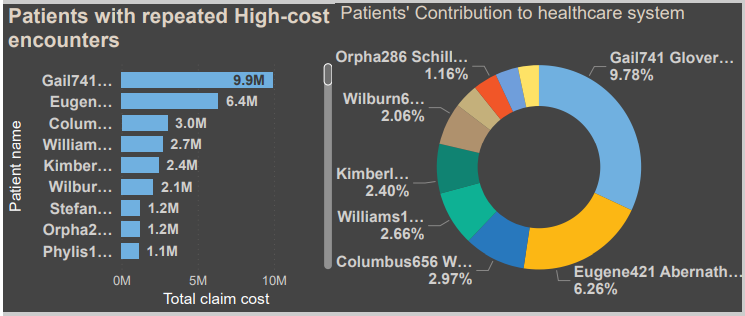 Patients with repeated High-cost
encounters
Patient name
Gail741...
9.9M
Eugen...
6.4M
Colum...
3.0M
William...
2.7M
Kimber...
2.4M
Wilbur...
2.1M
Stefan...
1.2M
Orpha2...
1.2M
Phylis1...
1.1M
0M 5M 10M
Total claim cost
Patients' Contribution to healthcare system
Orpha286 Schill...
1.16%
Gail741 Glover...
9.78%
Wilburn6...
2.06%
Kimberl...
2.40%
Williams1...
2.66%
Columbus656 W...
2.97%
Eugene421 Abernath...
6.26%